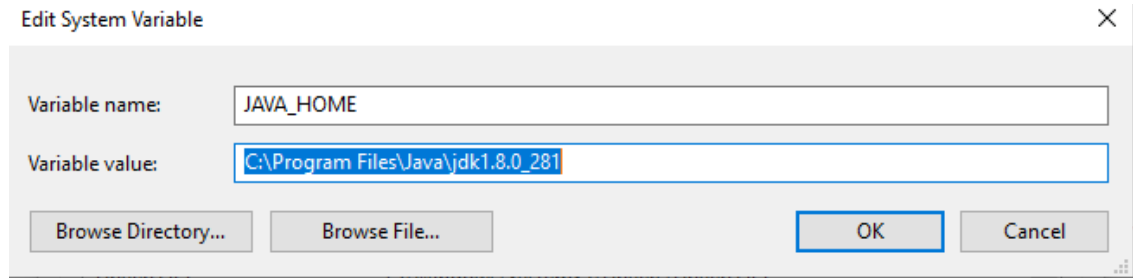 Edit System Variable
Variable name: JAVA_HOME
Variable value: C:\Program Files\Java\jdk1.8.0_281
Browse Directory... Browse File... OK Cancel